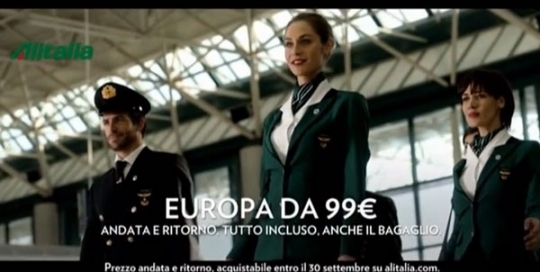 Alitalia
EUROPA DA 99€
ANDATA E RITORNO, TUTTO INCLUSO, ANCHE IL BAGAGLIO.
Prezzo andata e ritorno, acquistabile entro il 30 settembre su alitalia.com.